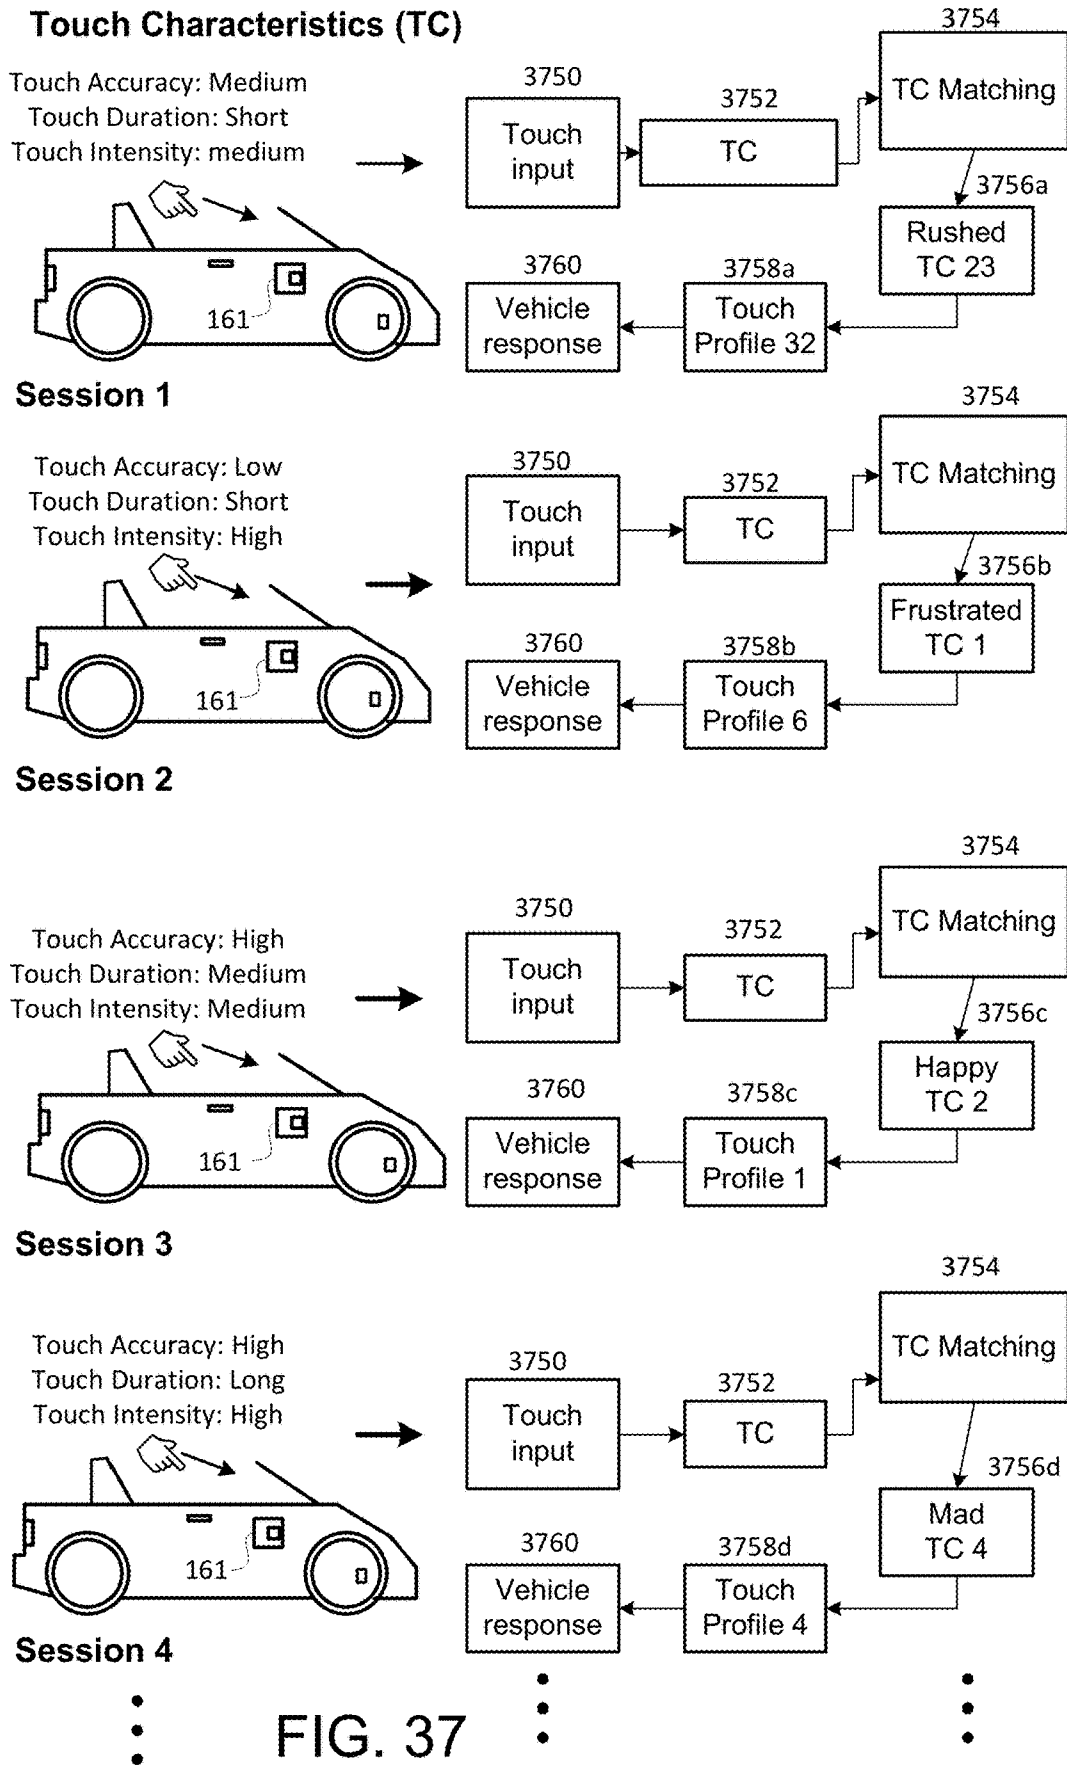 Touch Characteristics (TC)
Touch Accuracy: Medium
Touch Duration: Short
Touch Intensity: medium
3750
Touch
input
3752
TC
3754
TC Matching
3756a
Rushed
TC 23
3758a
Touch
Profile 32
3760
Vehicle
response
161
Session 1
Touch Accuracy: Low
Touch Duration: Short
Touch Intensity: High
3750
Touch
input
3752
TC
3754
TC Matching
3756b
Frustrated
TC 1
3758b
Touch
Profile 6
3760
Vehicle
response
161
Session 2
Touch Accuracy: High
Touch Duration: Medium
Touch Intensity: Medium
3750
Touch
input
3752
TC
3754
TC Matching
3756c
Happy
TC 2
3758c
Touch
Profile 1
3760
Vehicle
response
161
Session 3
Touch Accuracy: High
Touch Duration: Long
Touch Intensity: High
3750
Touch
input
3752
TC
3754
TC Matching
3756d
Mad
TC 4
3758d
Touch
Profile 4
3760
Vehicle
response
161
Session 4
FIG. 37